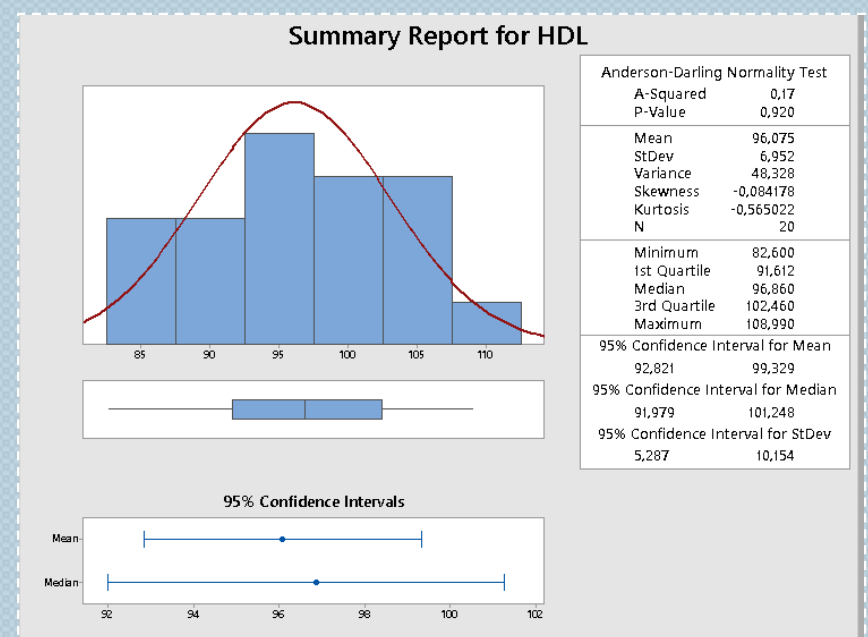 Summary Report for HDL
Anderson-Darling Normality Test
A-Squared 0,17
P-Value 0,920
Mean 96,075
StDev 6,952
Variance 48,328
Skewness -0,084178
Kurtosis -0,565022
N 20
Minimum 82,600
1st Quartile 91,612
Median 96,860
3rd Quartile 102,460
Maximum 108,990
95% Confidence Interval for Mean
92,821 99,329
95% Confidence Interval for Median
91,979 101,248
95% Confidence Interval for StDev
5,287 10,154
85 90 95 100 105 110
95% Confidence Intervals
Mean
Median
92 94 96 98 100 102